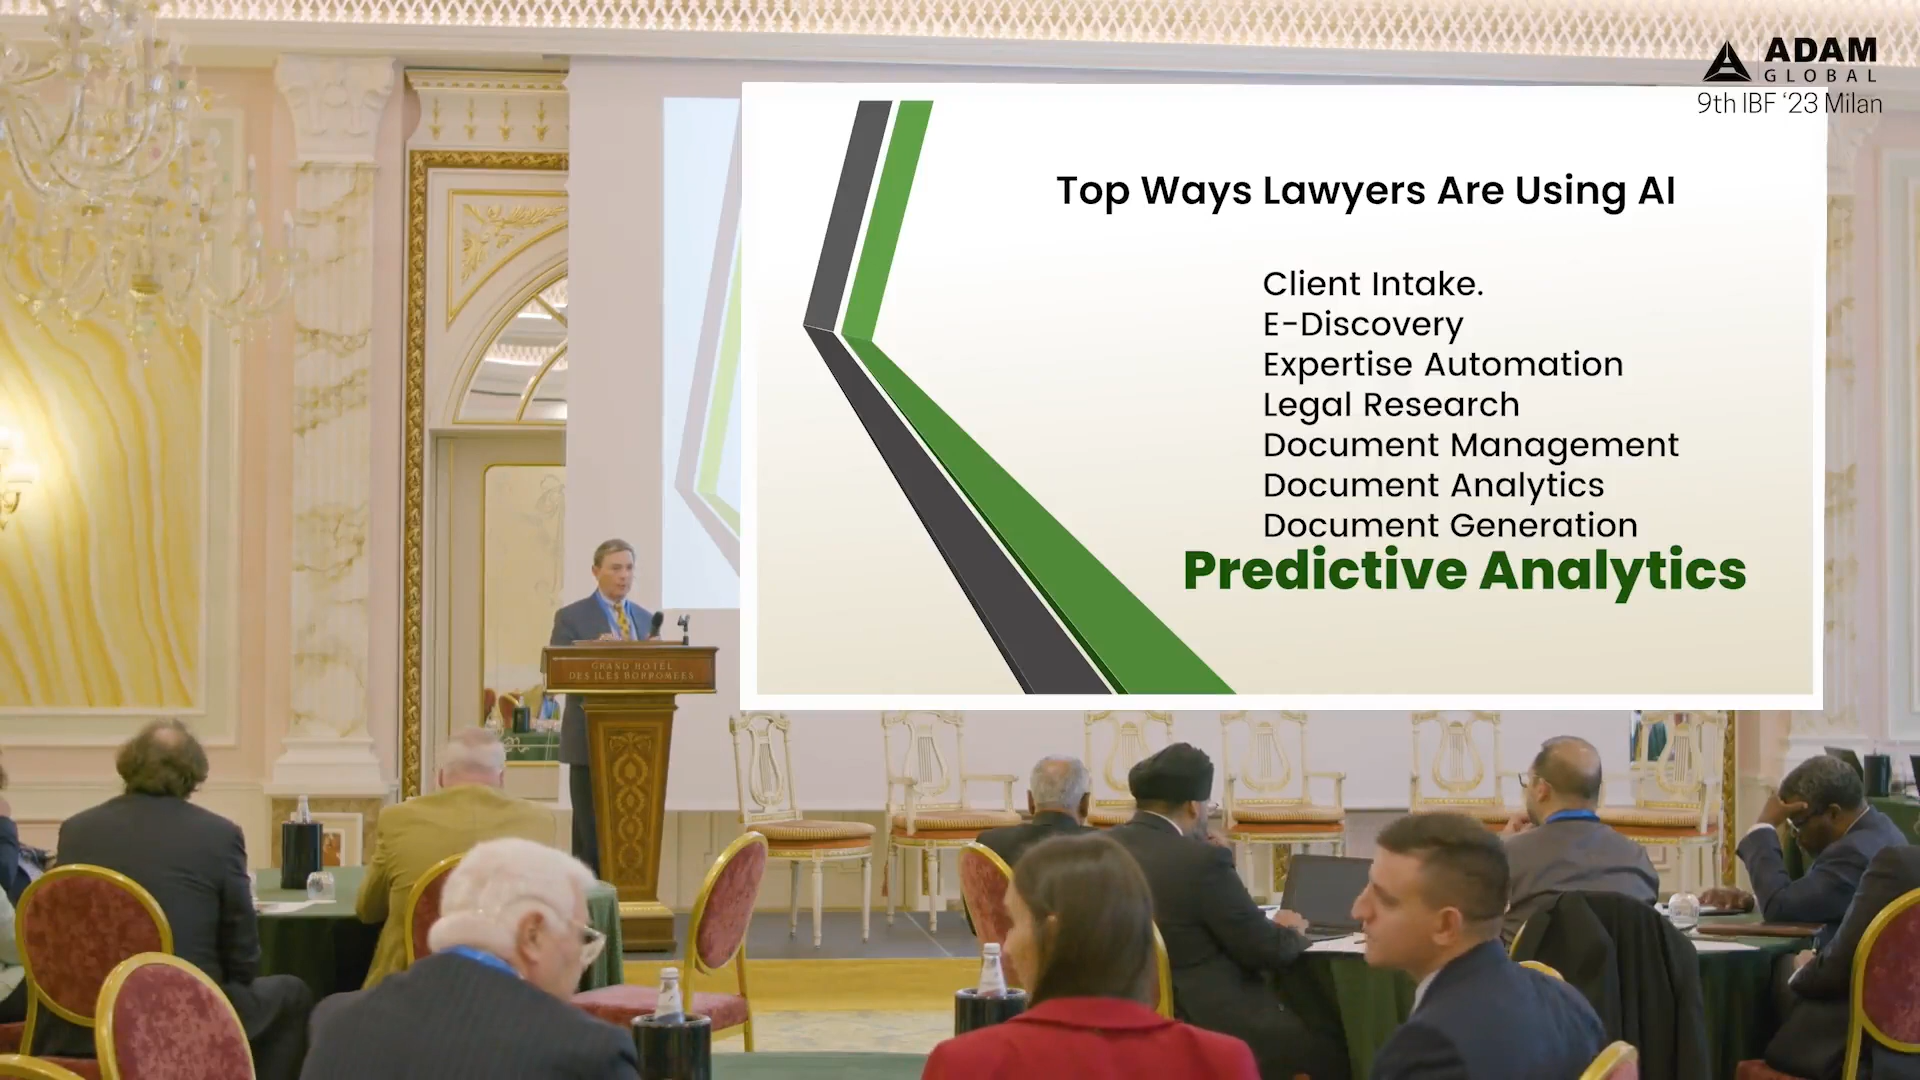 ADAM
GLOBAL
9th IBF ‘23 Milan
Top Ways Lawyers Are Using AI
Client Intake.
E-Discovery
Expertise Automation
Legal Research
Document Management
Document Analytics
Document Generation
Predictive Analytics
GRAND HOTEL
DES ILES BORROMEES